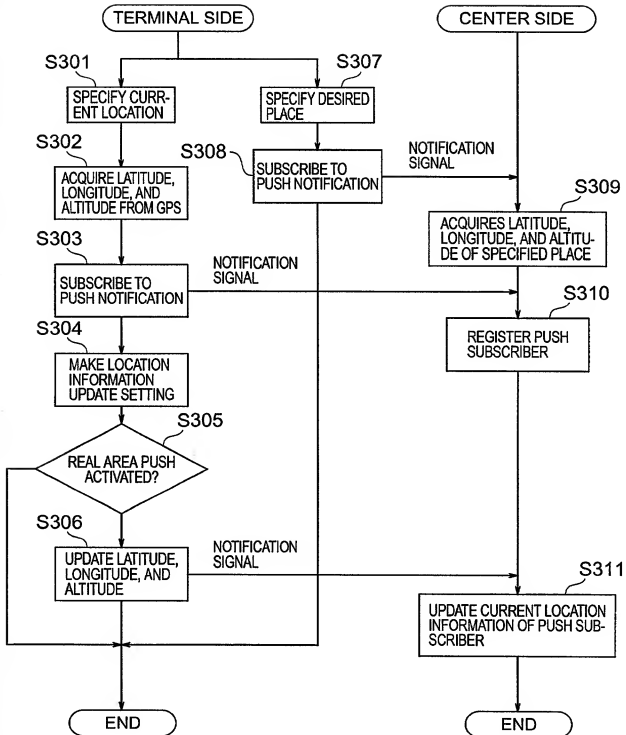 TERMINAL SIDE
CENTER SIDE
S301
SPECIFY CURR-
ENT LOCATION
S307
SPECIFY DESIRED
PLACE
S302
ACQUIRE LATITUDE,
LONGITUDE, AND
ALTITUDE FROM GPS
S308
SUBSCRIBE TO
PUSH NOTIFICATION
NOTIFICATION
SIGNAL
S309
ACQUIRES LATITUDE,
LONGITUDE, AND ALTITU-
DE OF SPECIFIED PLACE
S303
SUBSCRIBE TO
PUSH NOTIFICATION
NOTIFICATION
SIGNAL
S310
REGISTER PUSH
SUBSCRIBER
S304
MAKE LOCATION
INFORMATION
UPDATE SETTING
S305
REAL AREA PUSH
ACTIVATED?
S306
UPDATE LATITUDE,
LONGITUDE, AND
ALTITUDE
NOTIFICATION
SIGNAL
S311
UPDATE CURRENT LOCATION
INFORMATION OF PUSH SUB-
SCRIBER
END
END